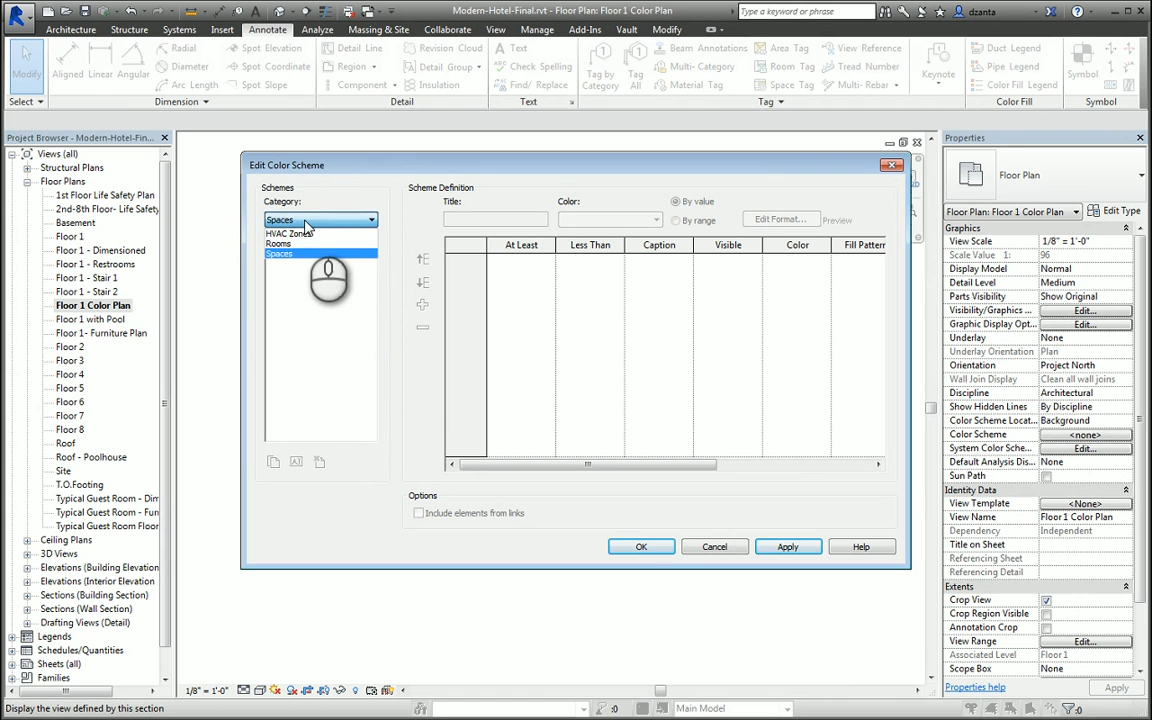 Modern-Hotel-Final.rvt - Floor Plan: Floor 1 Color Plan
Type a keyword or phrase
dzanta
Architecture Structure Systems Insert Annotate Analyze Massing & Site Collaborate View Manage Add-Ins Vault Modify
Modify
Select
Aligned Linear Angular
Radial
Diameter
Arc Length
Spot Elevation
Spot Coordinate
Spot Slope
Dimension
Detail Line
Region
Component
Revision Cloud
Detail Group
Insulation
Detail
Text
Check Spelling
Find/ Replace
Text
Tag by Category
Tag All
Beam Annotations
Multi- Category
Material Tag
Area Tag
Room Tag
Space Tag
View Reference
Tread Number
Multi- Rebar
Tag
Keynote
Duct Legend
Pipe Legend
Color Fill Legend
Color Fill
Symbol
Symbol
Project Browser - Modern-Hotel-Fin...
Views (all)
Structural Plans
Floor Plans
1st Floor Life Safety Plan
2nd-8th Floor- Life Safety
Basement
Floor 1
Floor 1 - Dimensioned
Floor 1 - Restrooms
Floor 1 - Stair 1
Floor 1 - Stair 2
Floor 1 Color Plan
Floor 1 with Pool
Floor 1- Furniture Plan
Floor 2
Floor 3
Floor 4
Floor 5
Floor 6
Floor 7
Floor 8
Roof
Roof - Poolhouse
Site
T.O.Footing
Typical Guest Room - Dim
Typical Guest Room - Fun
Typical Guest Room Floor
Ceiling Plans
3D Views
Elevations (Building Elevation
Elevations (Interior Elevation
Sections (Building Section)
Sections (Wall Section)
Drafting Views (Detail)
Legends
Schedules/Quantities
Sheets (all)
Families
Edit Color Scheme
Schemes
Category:
Spaces
HVAC Zones
Rooms
Spaces
Scheme Definition
Title:
Color:
By value
By range
Edit Format...
Preview
At Least Less Than Caption Visible Color Fill Pattern
Options
Include elements from links
OK Cancel Apply Help
Properties
Floor Plan
Floor Plan: Floor 1 Color Plan
Edit Type
Graphics
View Scale 1/8" = 1'-0"
Scale Value 1: 96
Display Model Normal
Detail Level Medium
Parts Visibility Show Original
Visibility/Graphics ... Edit...
Graphic Display Opt... Edit...
Underlay None
Underlay Orientation Plan
Orientation Project North
Wall Join Display Clean all wall joins
Discipline Architectural
Show Hidden Lines By Discipline
Color Scheme Locat... Background
Color Scheme <none>
System Color Sche... Edit...
Default Analysis Dis... None
Sun Path
Identity Data
View Template <None>
View Name Floor 1 Color Plan
Dependency Independent
Title on Sheet
Referencing Sheet
Referencing Detail
Extents
Crop View
Crop Region Visible
Annotation Crop
View Range Edit...
Associated Level Floor 1
Scope Box None
Properties help
Apply
1/8" = 1'-0"
Display the view defined by this section
:0
Main Model
:0